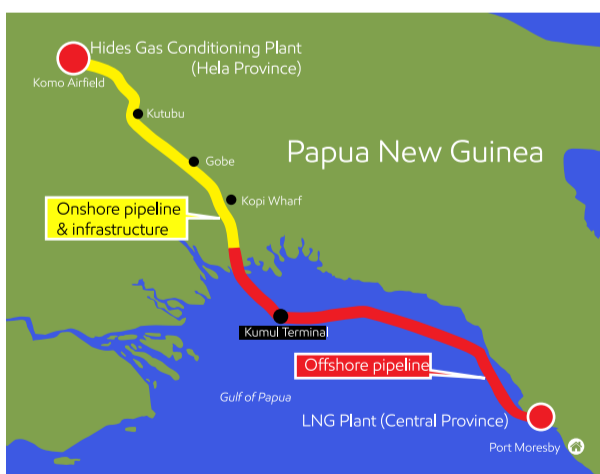 Hides Gas Conditioning Plant
(Hela Province)
Komo Airfield
Kutubu
Gobe
Papua New Guinea
Kopi Wharf
Onshore pipeline
& infrastructure
Kumul Terminal
Offshore pipeline
Gulf of Papua
LNG Plant (Central Province)
Port Moresby